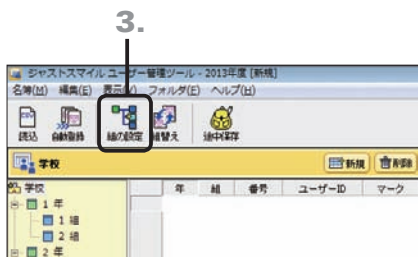 3.
ジャストスマイル ユーザー管理ツール - 2013年度 [新規]
名簿(M) 編集(E) 表示(V) フォルダ(F) ヘルプ(H)
読込 自動登録 組の設定 組替え 途中保存
学校 新規 削除
学校 年 組 番号 ユーザーID マーク
1 年
1 組
2 組
2 年